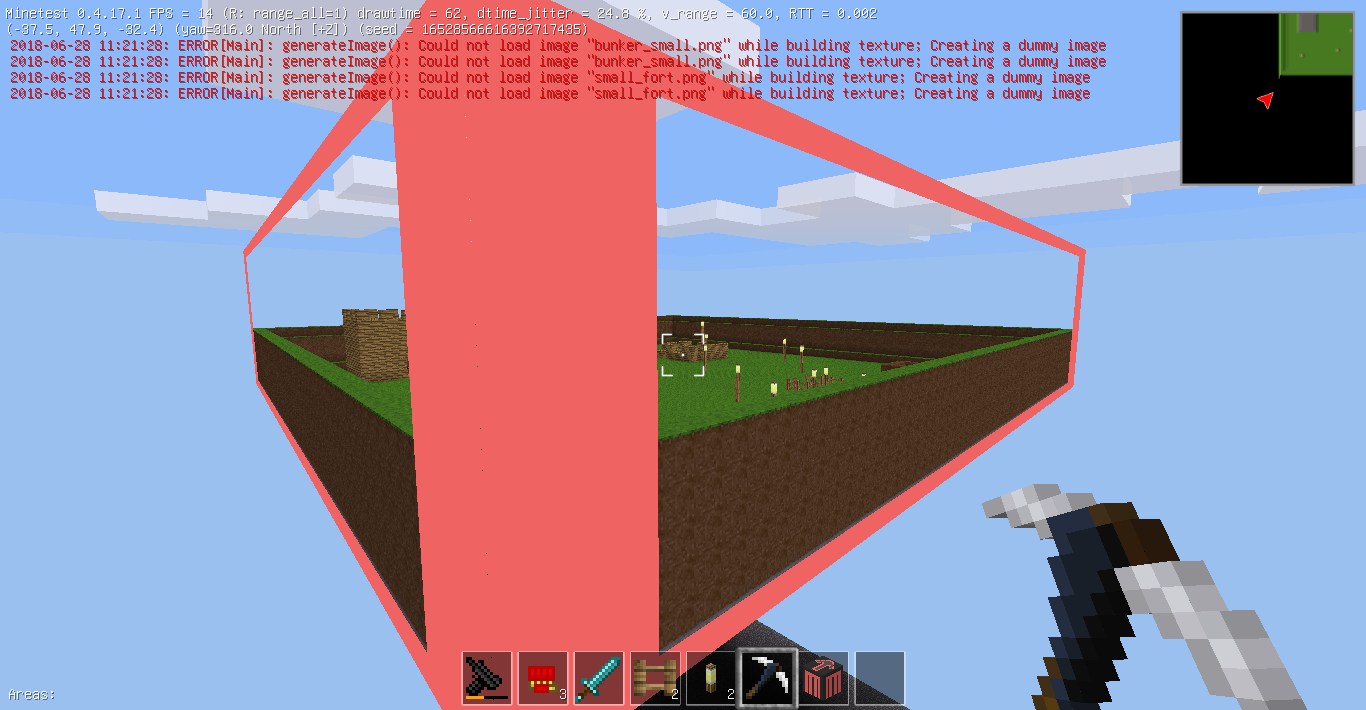 Minetest 0.4.17.1 FPS = 14 (R: range_all=1) drawtime = 62, dtime_jitter = 24.8 %, v_range = 60.0, RTT = 0.002
(-37.5, 47.9, -32.4) (yaw=316.0 North [+Z]) (seed = 16528566616392717435)
2018-06-28 11:21:28: ERROR[Main]: generateImage(): Could not load image "bunker_small.png" while building texture; Creating a dummy image
2018-06-28 11:21:28: ERROR[Main]: generateImage(): Could not load image "bunker_small.png" while building texture; Creating a dummy image
2018-06-28 11:21:28: ERROR[Main]: generateImage(): Could not load image "small_fort.png" while building texture; Creating a dummy image
2018-06-28 11:21:28: ERROR[Main]: generateImage(): Could not load image "small_fort.png" while building texture; Creating a dummy image
Areas:
3
2
2